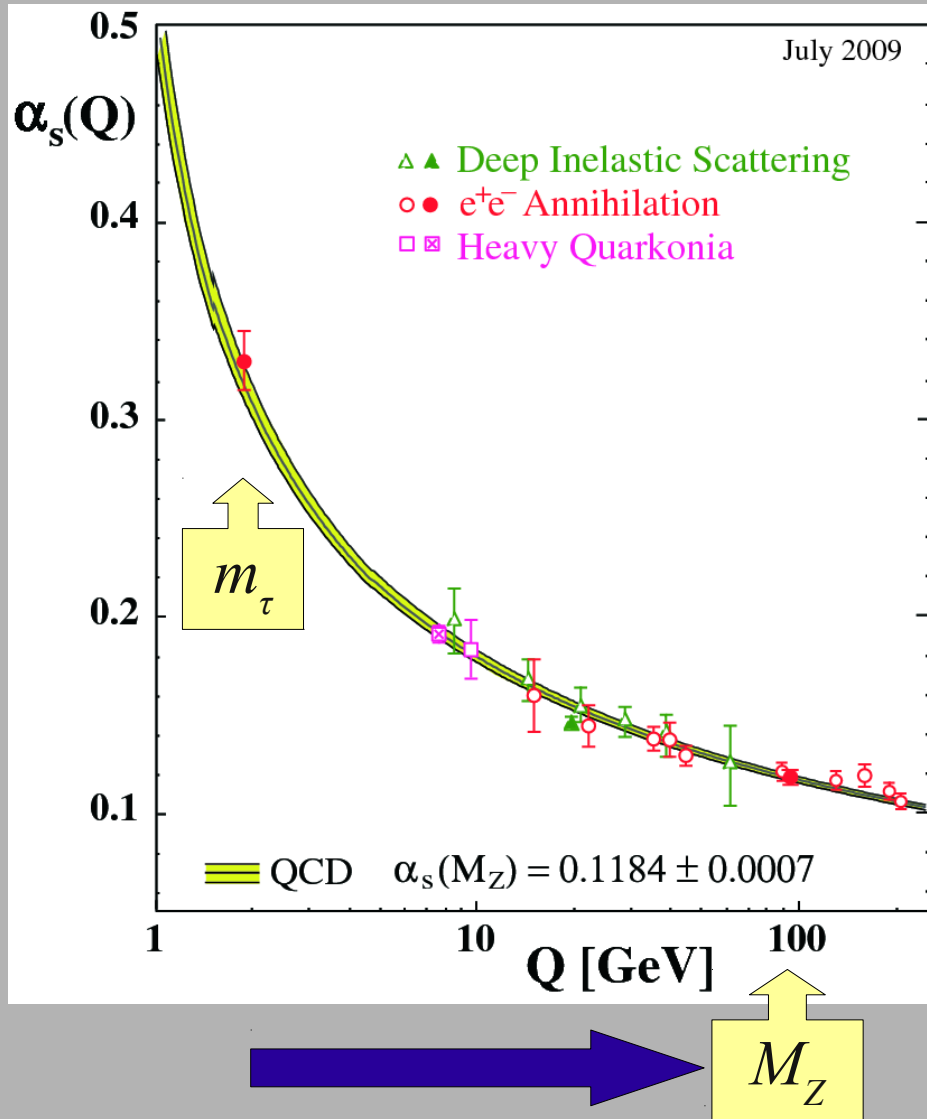 0.5
July 2009
αs(Q)
Deep Inelastic Scattering
e⁺e⁻ Annihilation
Heavy Quarkonia
0.4
0.3
mτ
0.2
0.1
QCD αs(MZ) = 0.1184 ± 0.0007
1 10 100
Q [GeV]
MZ